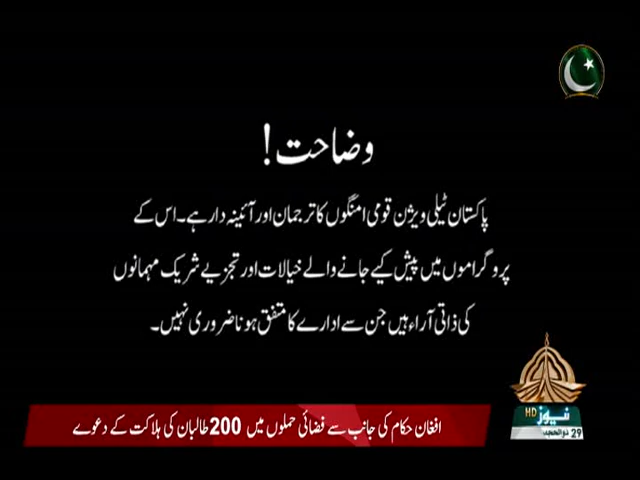 وضاحت!
پاکستان ٹیلی ویژن قومی امنگوں کا ترجمان اور آئینہ دار ہے۔ اس کے
پروگراموں میں پیش کیے جانے والے خیالات اور تجزیے شریک مہمانوں
کی ذاتی آراء ہیں جن سے ادارے کا متفق ہونا ضروری نہیں۔
HD نیوز
29 ذوالحجہ
افغان حکام کی جانب سے فضائی حملوں میں 200 طالبان کی ہلاکت کے دعوے